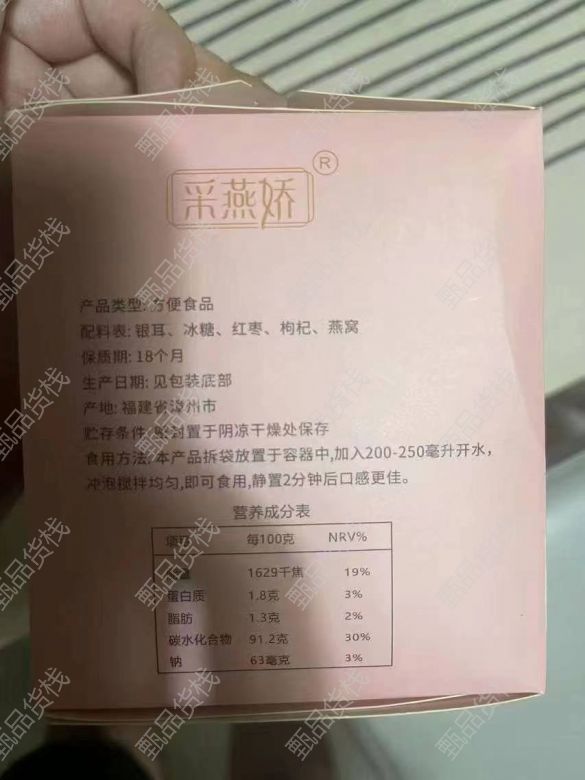 采燕娇®
产品类型: 方便食品
配料表: 银耳、冰糖、红枣、枸杞、燕窝
保质期: 18个月
生产日期: 见包装底部
产地: 福建省漳州市
贮存条件: 密封置于阴凉干燥处保存
食用方法: 本产品拆袋放置于容器中,加入200-250毫升开水，
冲泡搅拌均匀,即可食用,静置2分钟后口感更佳。
营养成分表
项目 每100克 NRV%
能量 1629千焦 19%
蛋白质 1.8克 3%
脂肪 1.3克 2%
碳水化合物 91.2克 30%
钠 63毫克 3%
甄品货栈